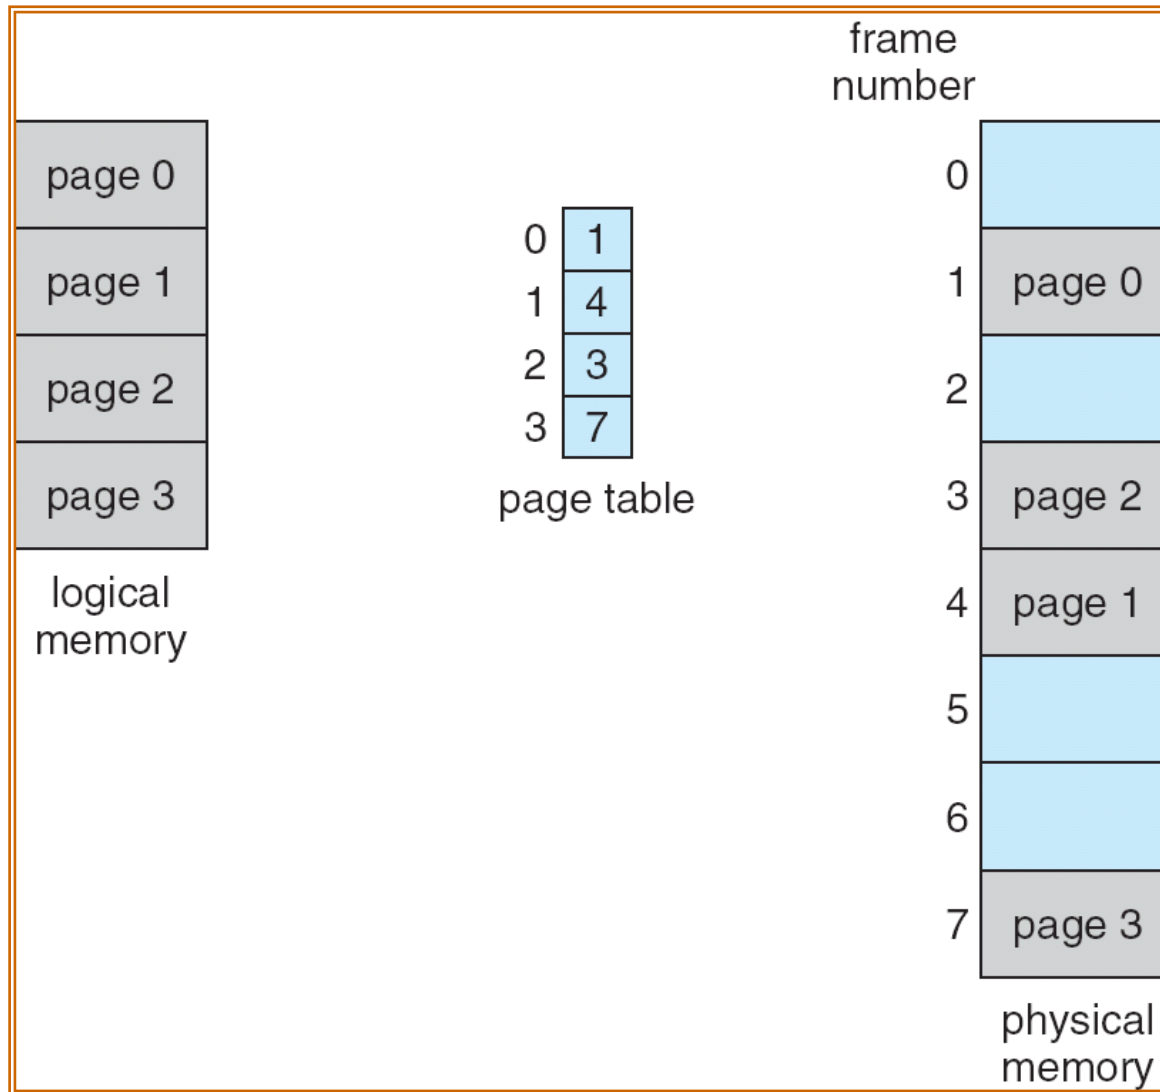 frame
number
page 0
page 1
page 2
page 3
logical
memory
0 1
1 4
2 3
3 7
page table
0
1 page 0
2
3 page 2
4 page 1
5
6
7 page 3
physical
memory